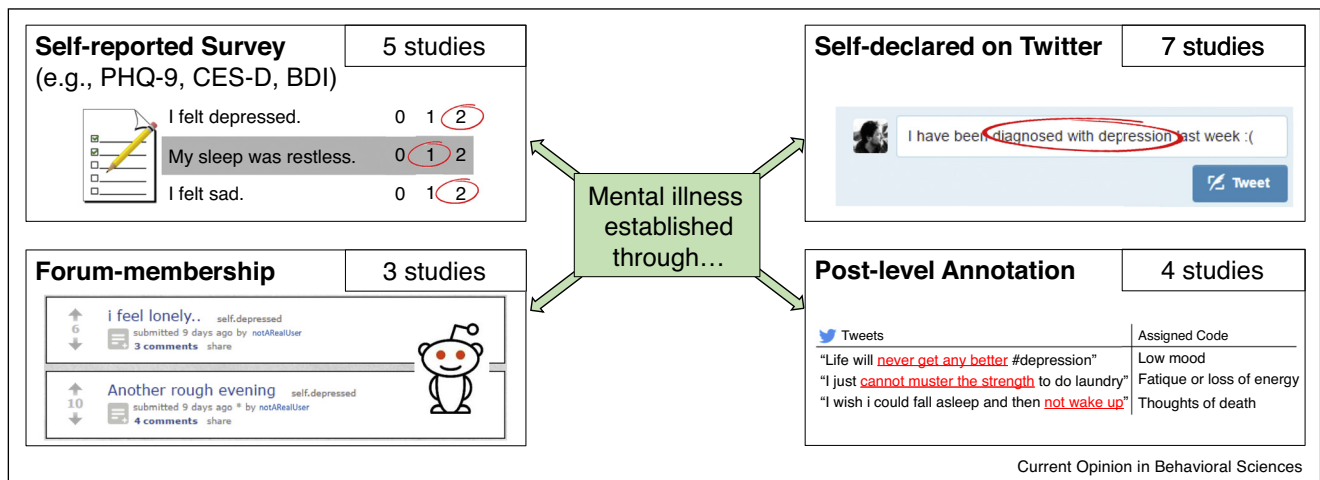 Self-reported Survey
5 studies
(e.g., PHQ-9, CES-D, BDI)
I felt depressed. 0 1 2
My sleep was restless. 0 1 2
I felt sad. 0 1 2
Self-declared on Twitter
7 studies
I have been diagnosed with depression last week :(
Tweet
Mental illness
established
through…
Forum-membership
3 studies
6
i feel lonely.. self.depressed
submitted 9 days ago by notARealUser
3 comments share
10
Another rough evening self.depressed
submitted 9 days ago * by notARealUser
4 comments share
Post-level Annotation
4 studies
Tweets Assigned Code
“Life will never get any better #depression” Low mood
“I just cannot muster the strength to do laundry” Fatique or loss of energy
“I wish i could fall asleep and then not wake up” Thoughts of death
Current Opinion in Behavioral Sciences